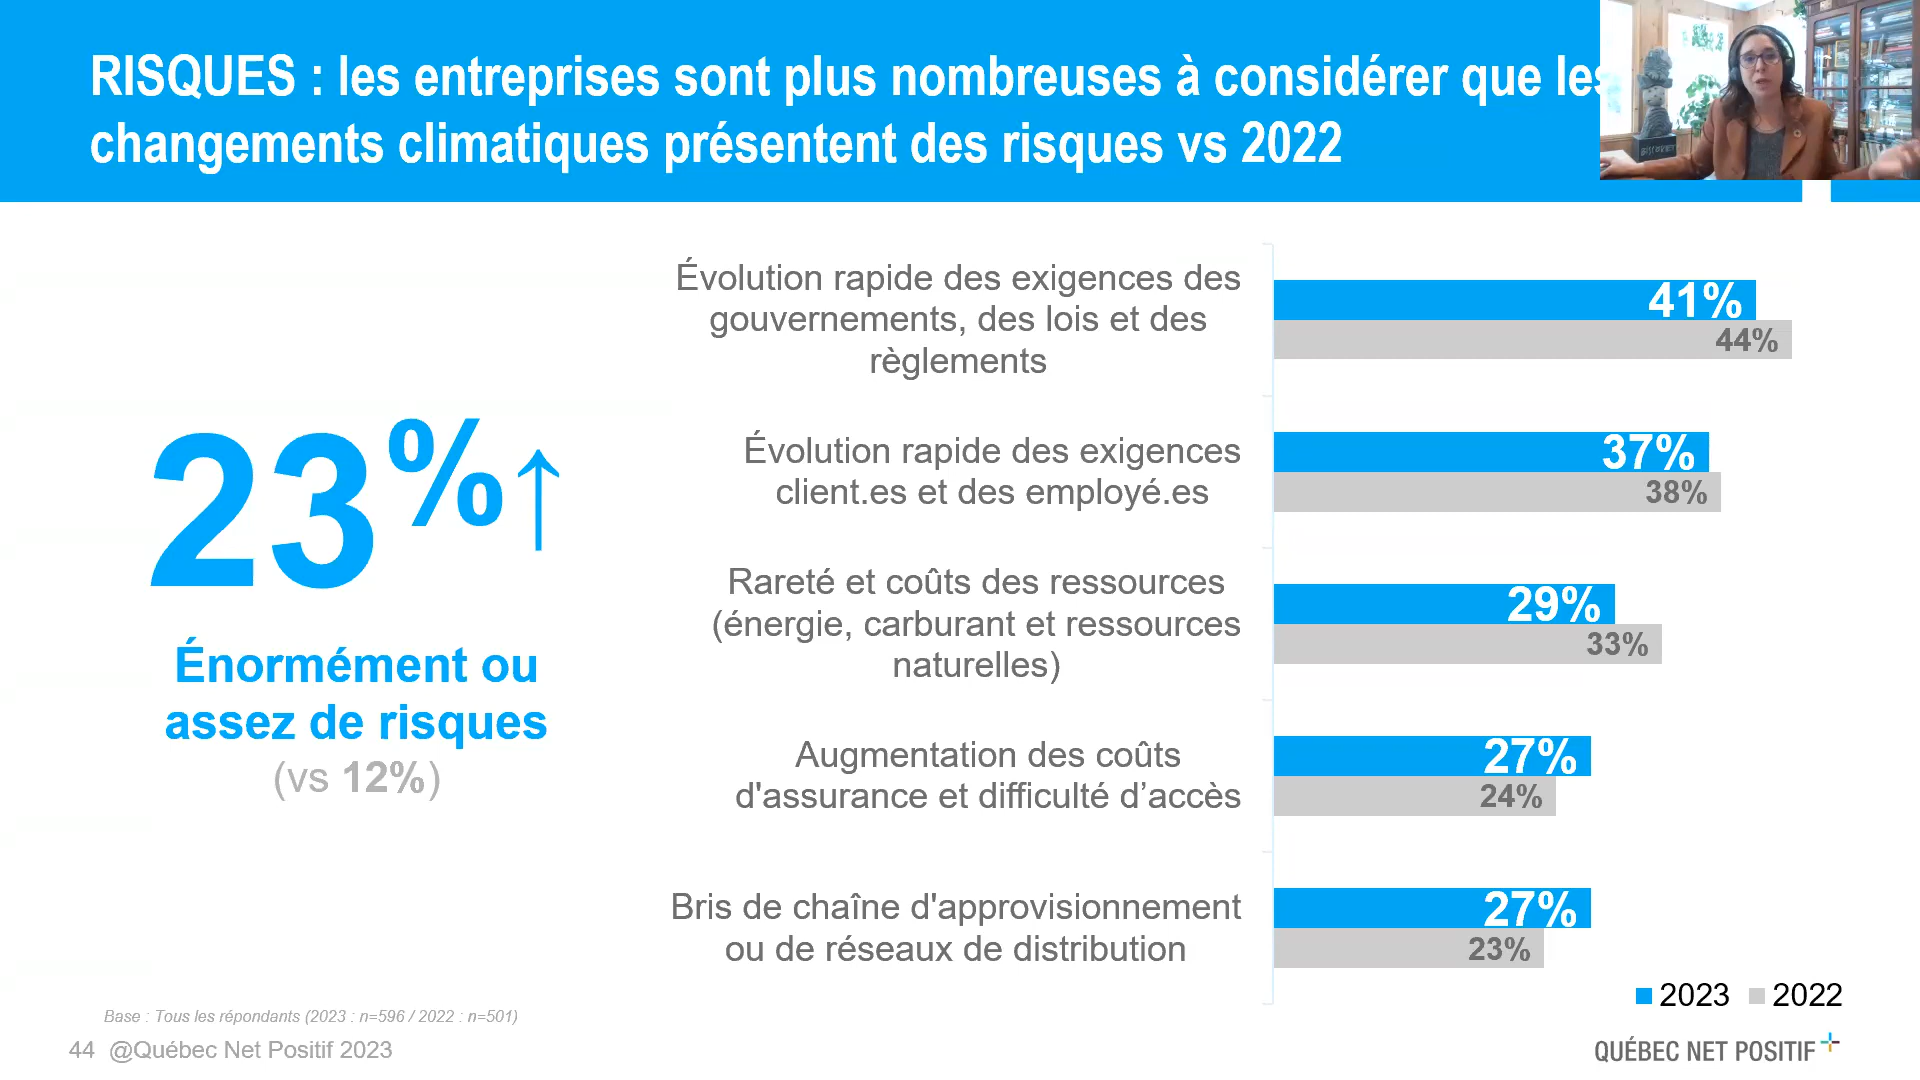 RISQUES : les entreprises sont plus nombreuses à considérer que les
changements climatiques présentent des risques vs 2022
23%↑
Énormément ou
assez de risques
(vs 12%)
Évolution rapide des exigences des
gouvernements, des lois et des
règlements
41%
44%
Évolution rapide des exigences
client.es et des employé.es
37%
38%
Rareté et coûts des ressources
(énergie, carburant et ressources
naturelles)
29%
33%
Augmentation des coûts
d'assurance et difficulté d’accès
27%
24%
Bris de chaîne d'approvisionnement
ou de réseaux de distribution
27%
23%
2023 2022
Base : Tous les répondants (2023 : n=596 / 2022 : n=501)
44 @Québec Net Positif 2023
QUÉBEC NET POSITIF